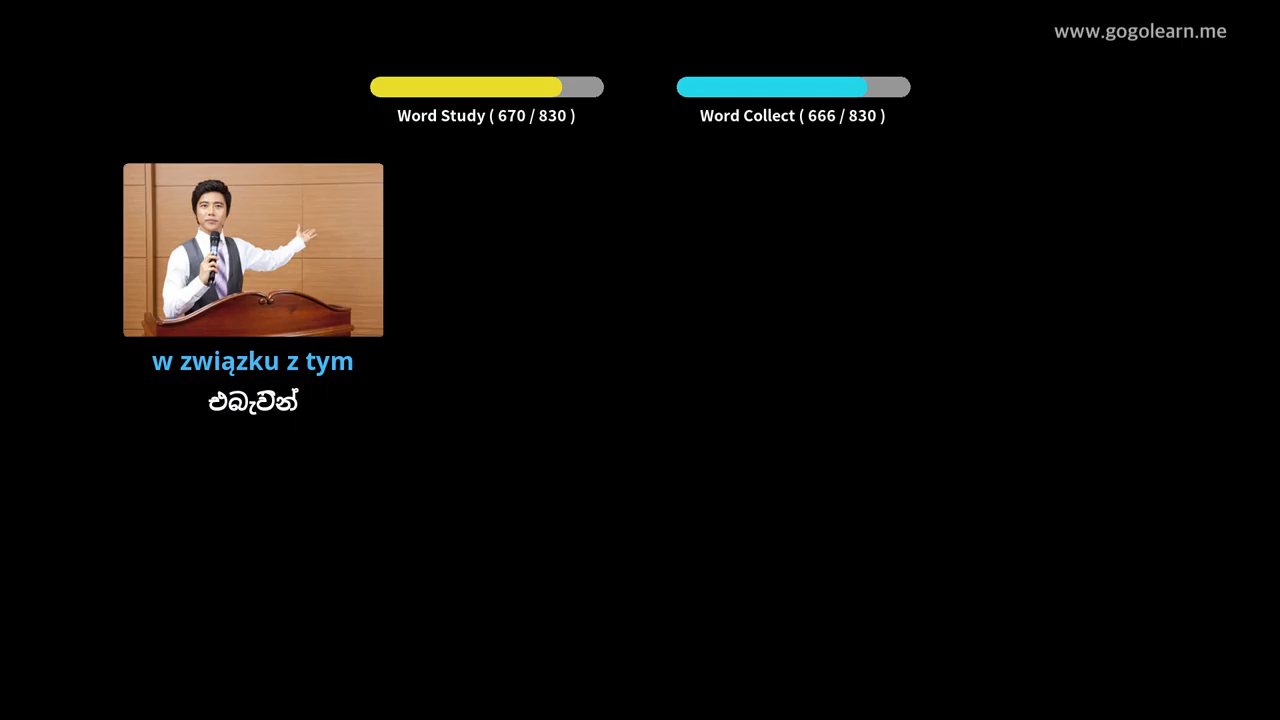 www.gogolearn.me
Word Study ( 670 / 830 )
Word Collect ( 666 / 830 )
w związku z tym
එබැවින්